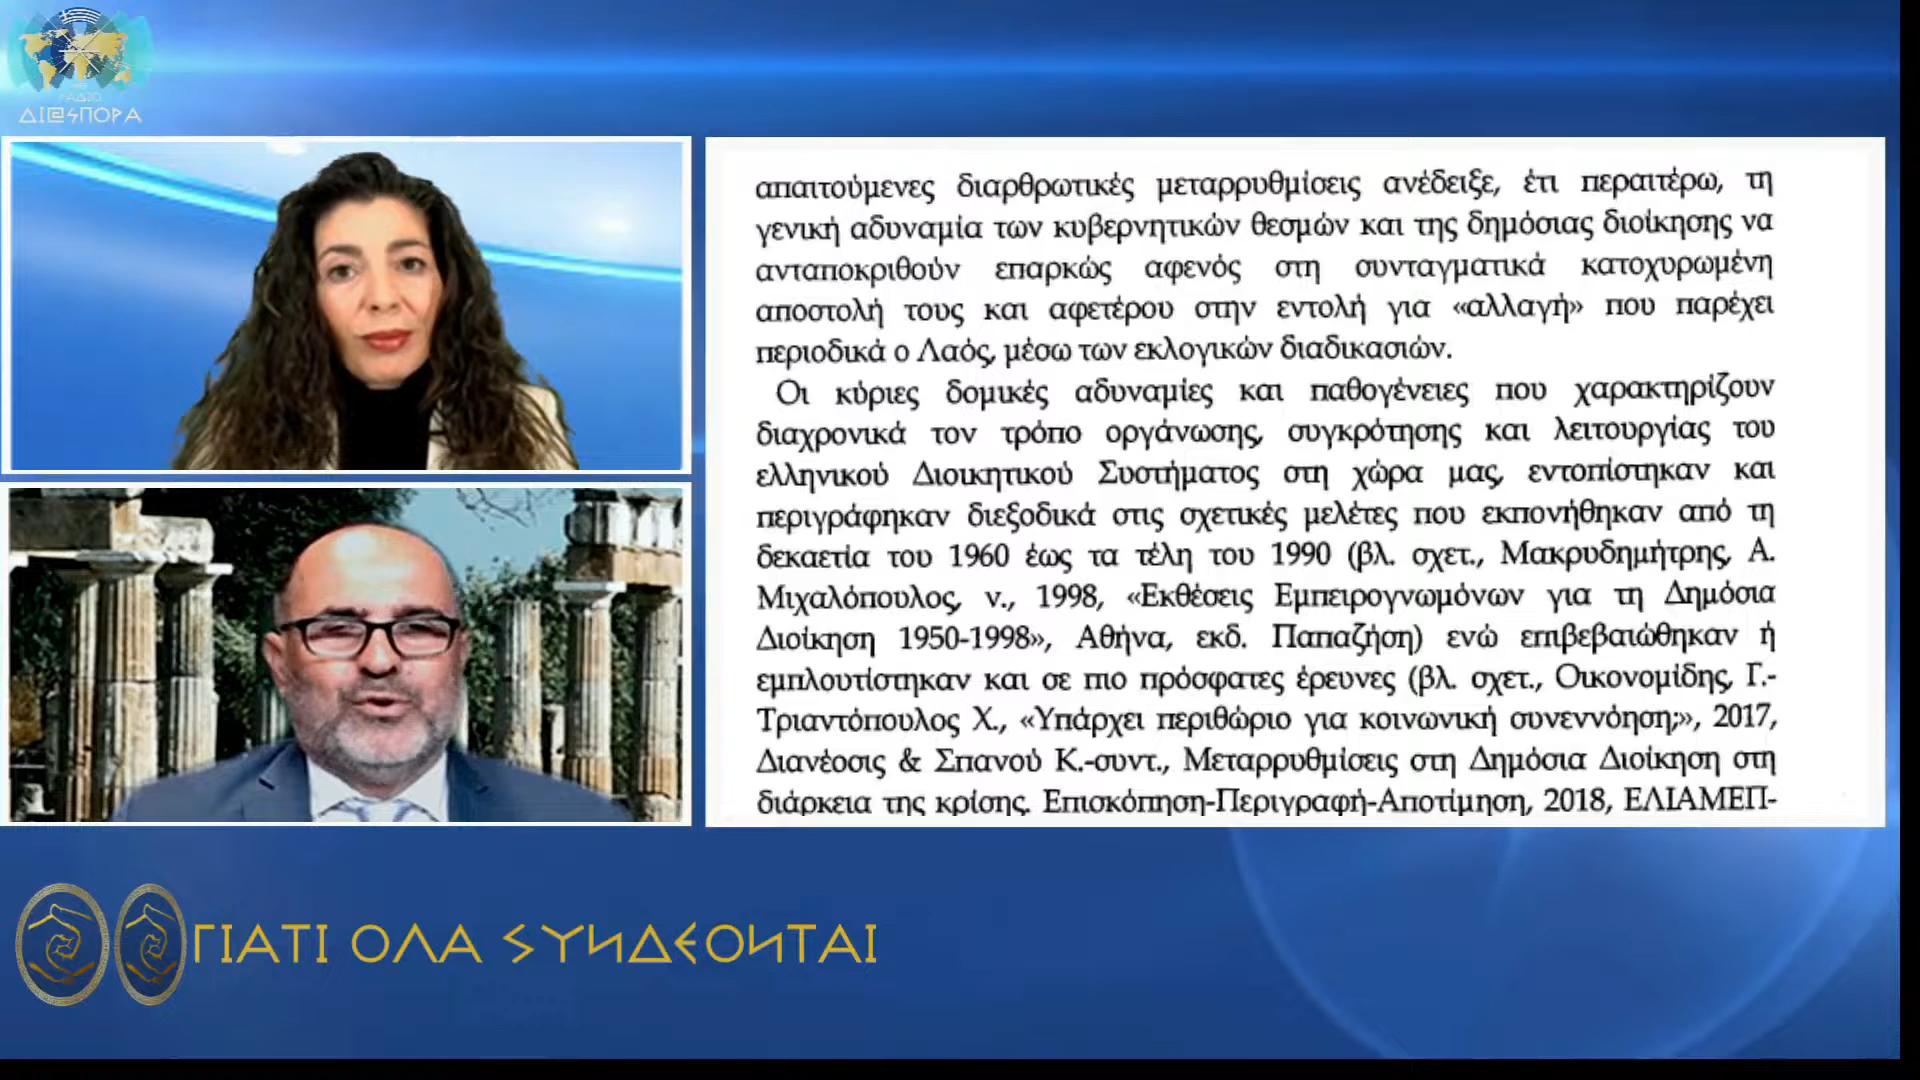 ΡΑΔΙΟ
ΔΙ@ΣΠΟΡΑ
απαιτούμενες διαρθρωτικές μεταρρυθμίσεις ανέδειξε, έτι περαιτέρω, τη
γενική αδυναμία των κυβερνητικών θεσμών και της δημόσιας διοίκησης να
ανταποκριθούν επαρκώς αφενός στη συνταγματικά κατοχυρωμένη
αποστολή τους και αφετέρου στην εντολή για «αλλαγή» που παρέχει
περιοδικά ο Λαός, μέσω των εκλογικών διαδικασιών.
Οι κύριες δομικές αδυναμίες και παθογένειες που χαρακτηρίζουν
διαχρονικά τον τρόπο οργάνωσης, συγκρότησης και λειτουργίας του
ελληνικού Διοικητικού Συστήματος στη χώρα μας, εντοπίστηκαν και
περιγράφηκαν διεξοδικά στις σχετικές μελέτες που εκπονήθηκαν από τη
δεκαετία του 1960 έως τα τέλη του 1990 (βλ. σχετ., Μακρυδημήτρης, Α.
Μιχαλόπουλος, ν., 1998, «Εκθέσεις Εμπειρογνωμόνων για τη Δημόσια
Διοίκηση 1950-1998», Αθήνα, εκδ. Παπαζήση) ενώ επιβεβαιώθηκαν ή
εμπλουτίστηκαν και σε πιο πρόσφατες έρευνες (βλ. σχετ., Οικονομίδης, Γ.-
Τριαντόπουλος Χ., «Υπάρχει περιθώριο για κοινωνική συνεννόηση;», 2017,
Διανέοσις & Σπανού Κ.-συντ., Μεταρρυθμίσεις στη Δημόσια Διοίκηση στη
διάρκεια της κρίσης. Επισκόπηση-Περιγραφή-Αποτίμηση, 2018, ΕΛΙΑΜΕΠ-
ΓΙΑΤΙ ΟΛΑ ΣΥΝΔΕΟΝΤΑΙ